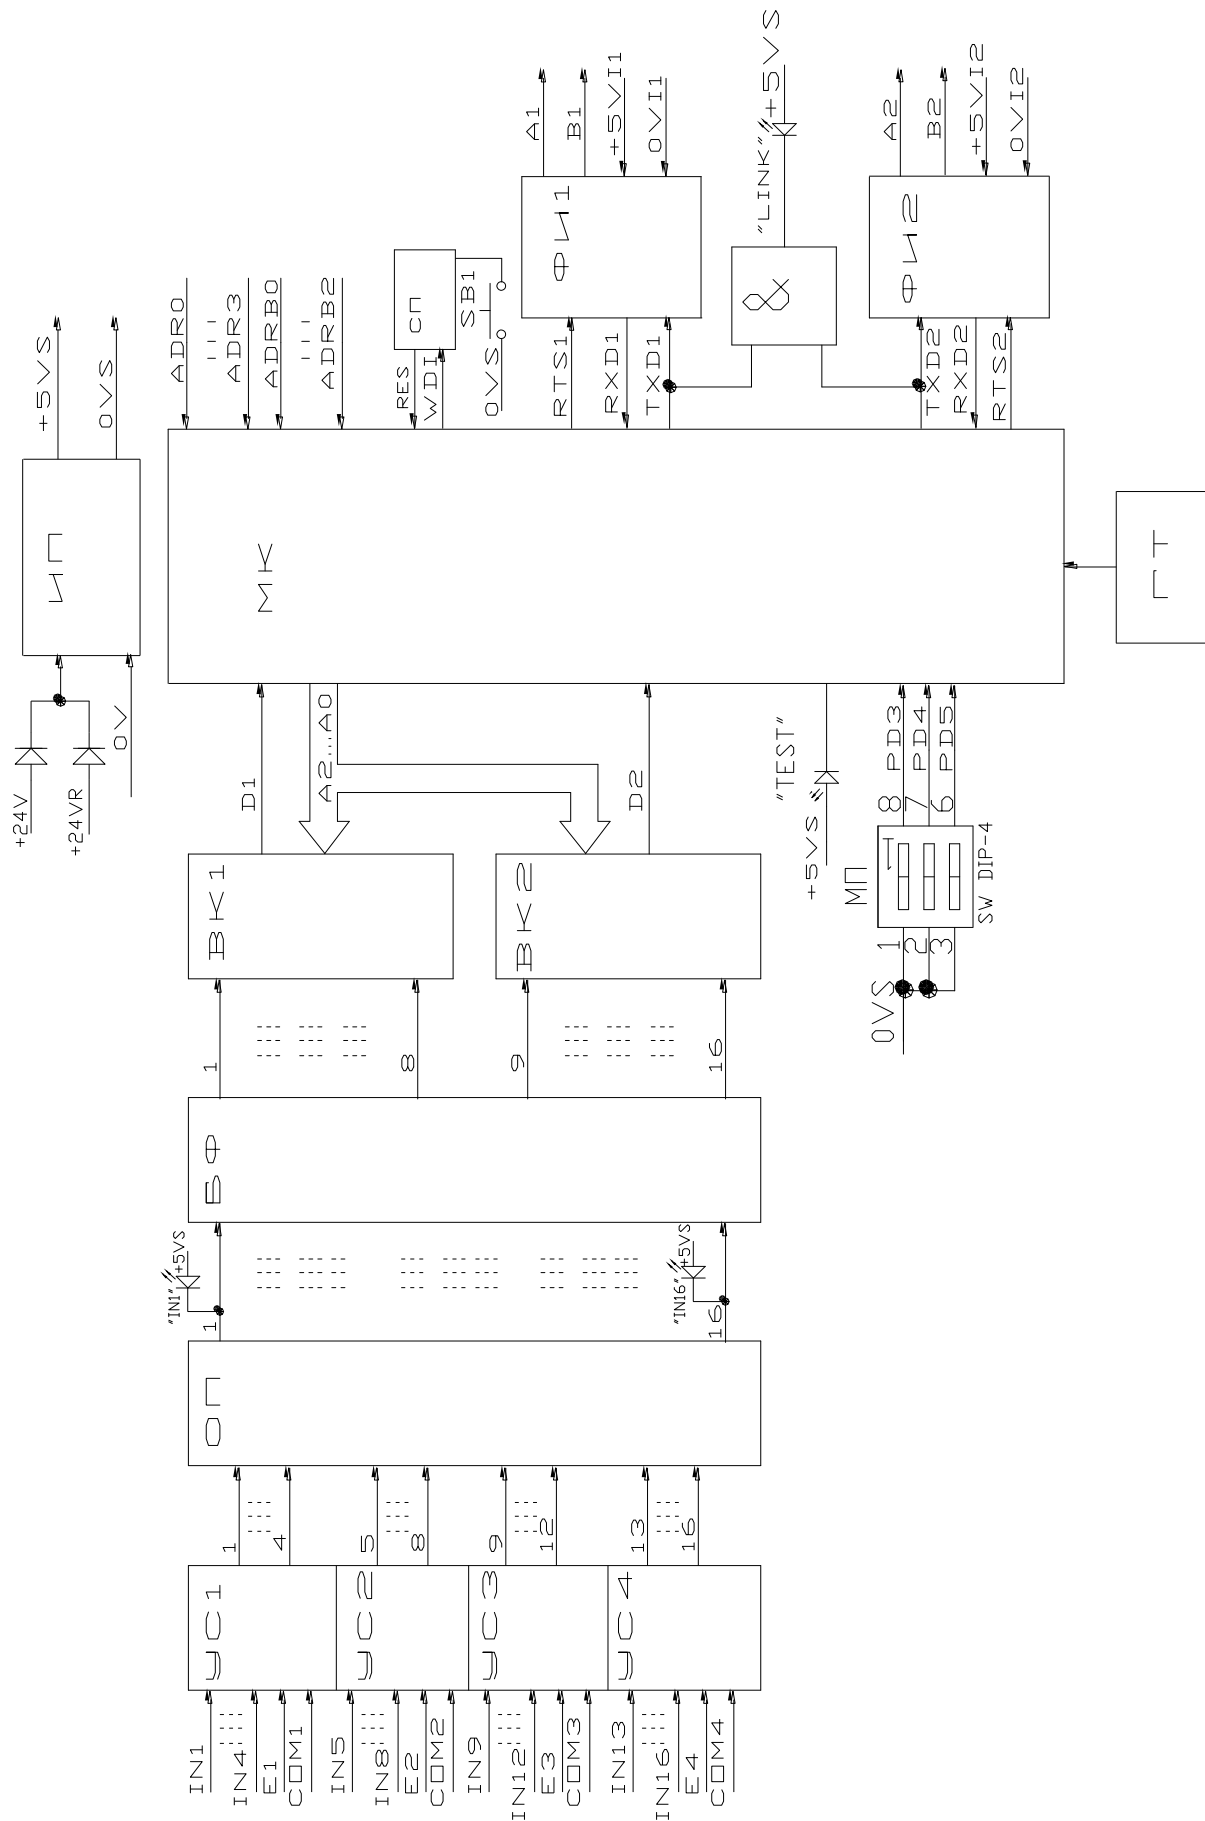 +24V
+24VR
0V
ИП
+5VS
0VS
IN1
IN4
E1
COM1
IN5
IN8
E2
COM2
IN9
IN12
E3
COM3
IN13
IN16
E4
COM4
УС1
УС2
УС3
УС4
1
4
5
8
9
12
13
16
ОП
1
"IN1"
+5VS
16
"IN16"
+5VS
БФ
1
8
9
16
ВК1
ВК2
D1
A2...A0
D2
"TEST"
+5VS
0VS
1
2
3
МП
SW DIP-4
8
7
6
PD3
PD4
PD5
МК
ГТ
ADR0
ADR3
ADRB0
ADRB2
RES
WDI
СП
SB1
0VS
RTS1
RXD1
TXD1
ФИ1
A1
B1
+5VI1
0VI1
&
"LINK"
+5VS
TXD2
RXD2
RTS2
ФИ2
A2
B2
+5VI2
0VI2